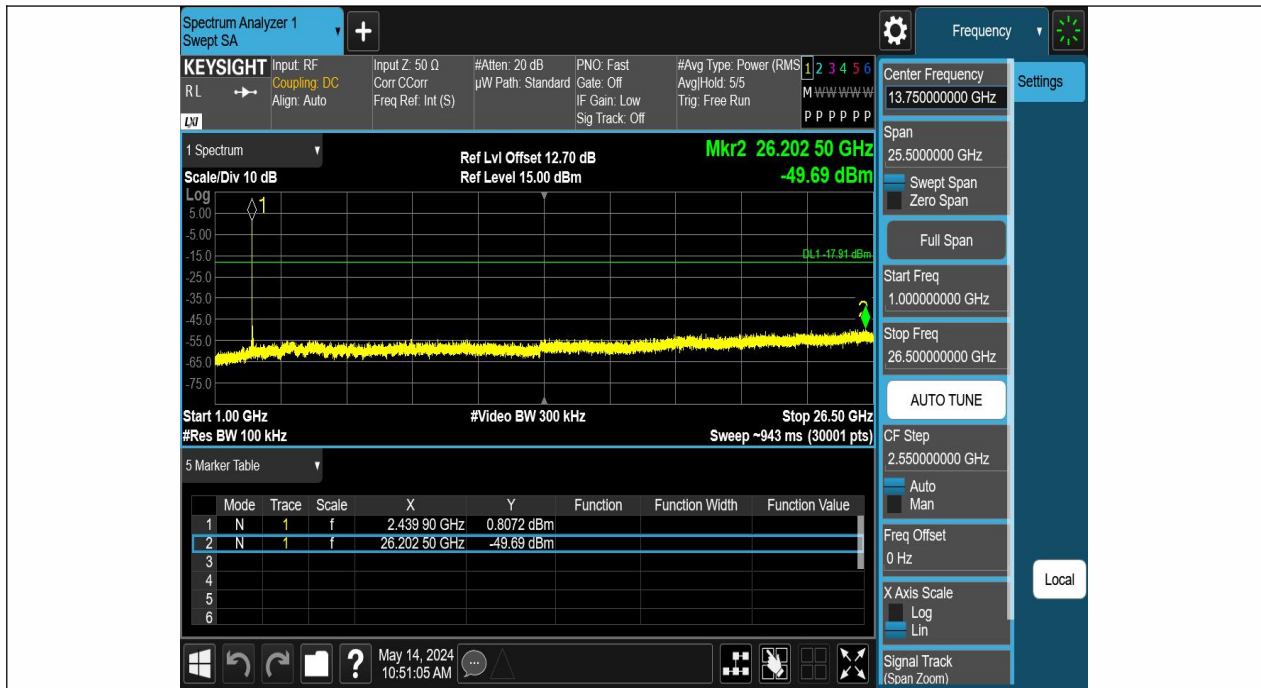 Spectrum Analyzer 1
Swept SA
+
Frequency
KEYSIGHT
R L
LXI
Input: RF
Coupling: DC
Align: Auto
Input Z: 50 Ω
Corr CCorr
Freq Ref: Int (S)
#Atten: 20 dB
µW Path: Standard
PNO: Fast
Gate: Off
IF Gain: Low
Sig Track: Off
#Avg Type: Power (RMS
Avg|Hold: 5/5
Trig: Free Run
1 2 3 4 5 6
M W W W W W
P P P P P P
Center Frequency
13.750000000 GHz
Settings
Span
25.5000000 GHz
Swept Span
Zero Span
Full Span
Start Freq
1.000000000 GHz
Stop Freq
26.500000000 GHz
AUTO TUNE
CF Step
2.550000000 GHz
Auto
Man
Freq Offset
0 Hz
X Axis Scale
Log
Lin
Signal Track
(Span Zoom)
Local
1 Spectrum
Scale/Div 10 dB
Ref Lvl Offset 12.70 dB
Ref Level 15.00 dBm
Mkr2 26.202 50 GHz
-49.69 dBm
Log
5.00
-5.00
-15.0
-25.0
-35.0
-45.0
-55.0
-65.0
-75.0
1
DL1 -17.91 dBm
2
Start 1.00 GHz
#Res BW 100 kHz
#Video BW 300 kHz
Stop 26.50 GHz
Sweep ~943 ms (30001 pts)
5 Marker Table
Mode Trace Scale X Y Function Function Width Function Value
1 N 1 f 2.439 90 GHz 0.8072 dBm
2 N 1 f 26.202 50 GHz -49.69 dBm
3
4
5
6
?
May 14, 2024
10:51:05 AM